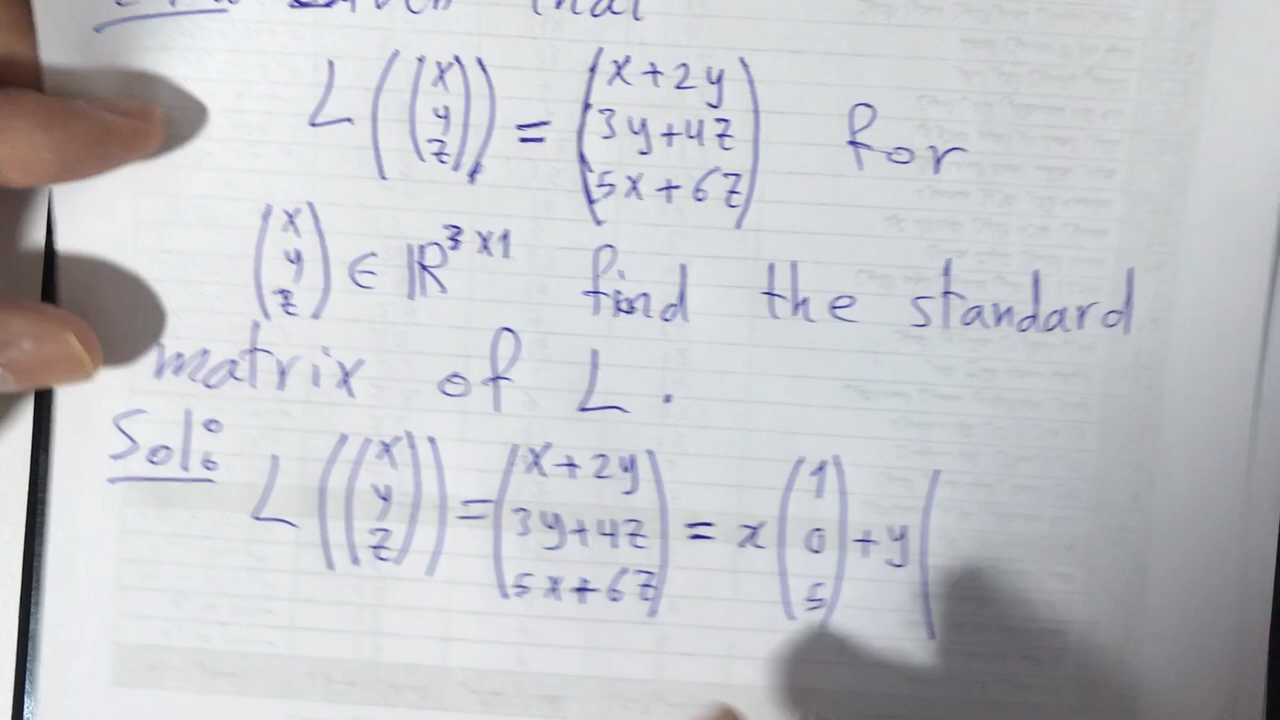 that
L((x y z)) = (x+2y 3y+4z 5x+6z) for
(x y z) ∈ ℝ^3×1 find the standard
matrix of L.
Sol: L((x y z)) = (x+2y 3y+4z 5x+6z) = x(1 0 5) + y(